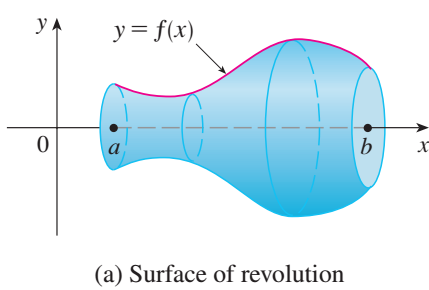 y
y = f(x)
0
a
b
x
(a) Surface of revolution